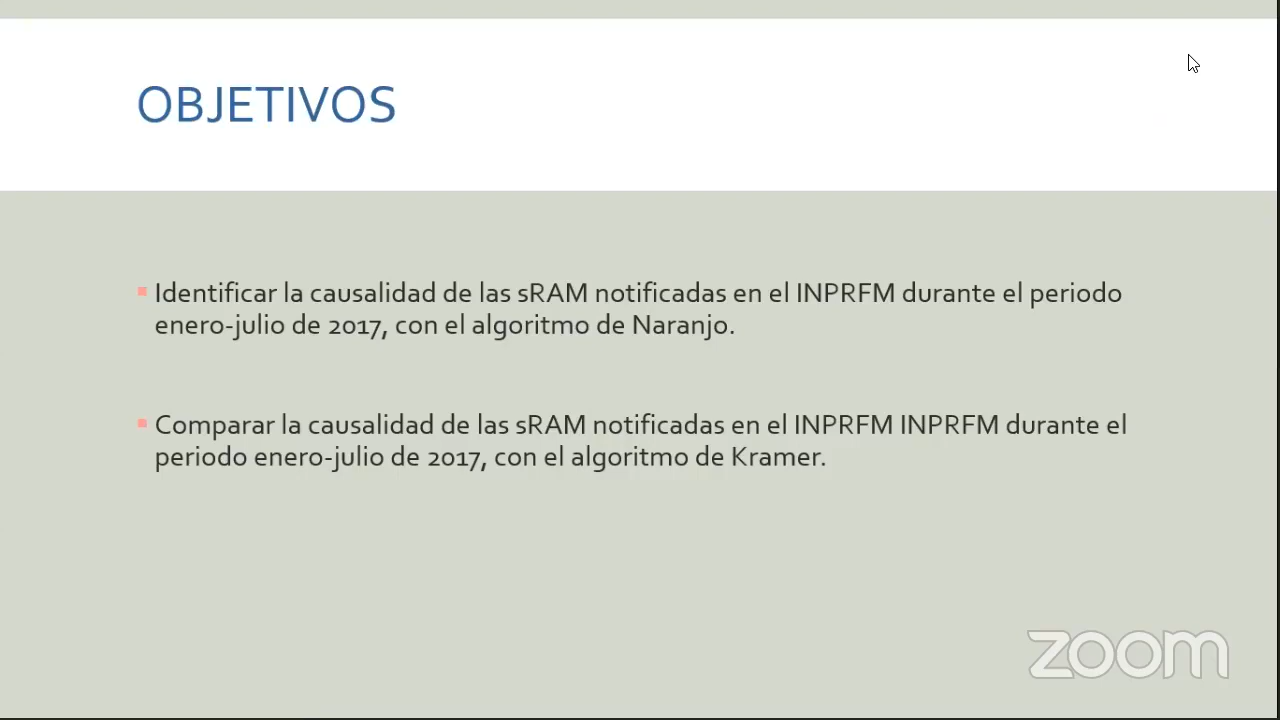 OBJETIVOS
Identificar la causalidad de las sRAM notificadas en el INPRFM durante el periodo
enero-julio de 2017, con el algoritmo de Naranjo.
Comparar la causalidad de las sRAM notificadas en el INPRFM INPRFM durante el
periodo enero-julio de 2017, con el algoritmo de Kramer.
zoom